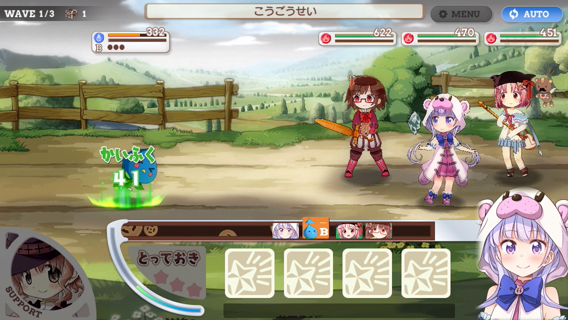 WAVE 1/3 1
こうごうせい
MENU
AUTO
332
B
622
470
451
かいふく
41
B
とっておき
SUPPORT